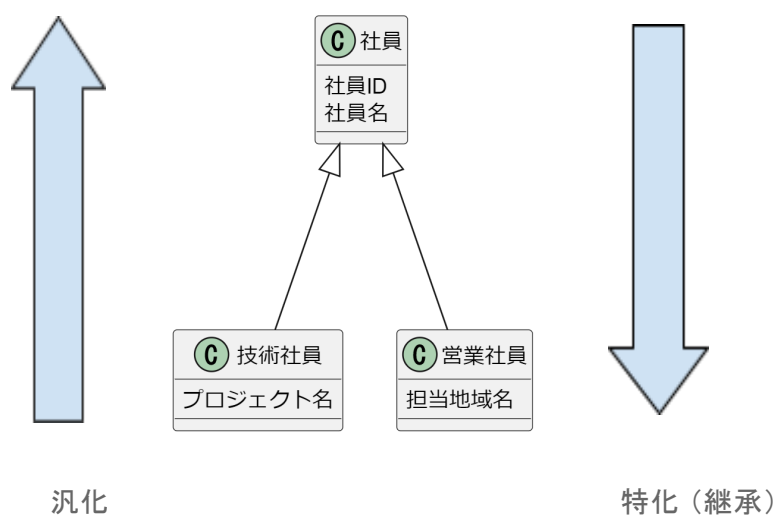 C 社員
社員ID
社員名
C 技術社員
プロジェクト名
C 営業社員
担当地域名
汎化
特化（継承）